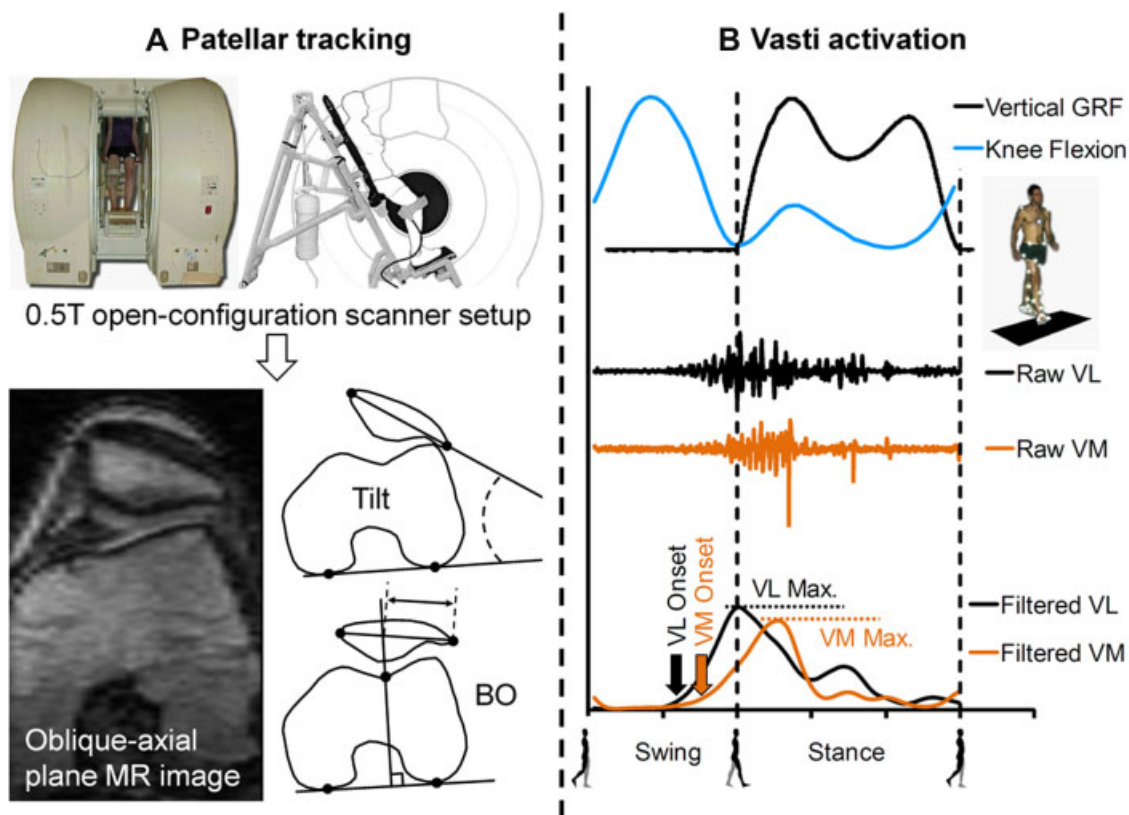 A Patellar tracking
0.5T open-configuration scanner setup
Tilt
BO
Oblique-axial
plane MR image
B Vasti activation
Vertical GRF
Knee Flexion
Raw VL
Raw VM
VL Onset
VM Onset
VL Max.
VM Max.
Filtered VL
Filtered VM
Swing
Stance